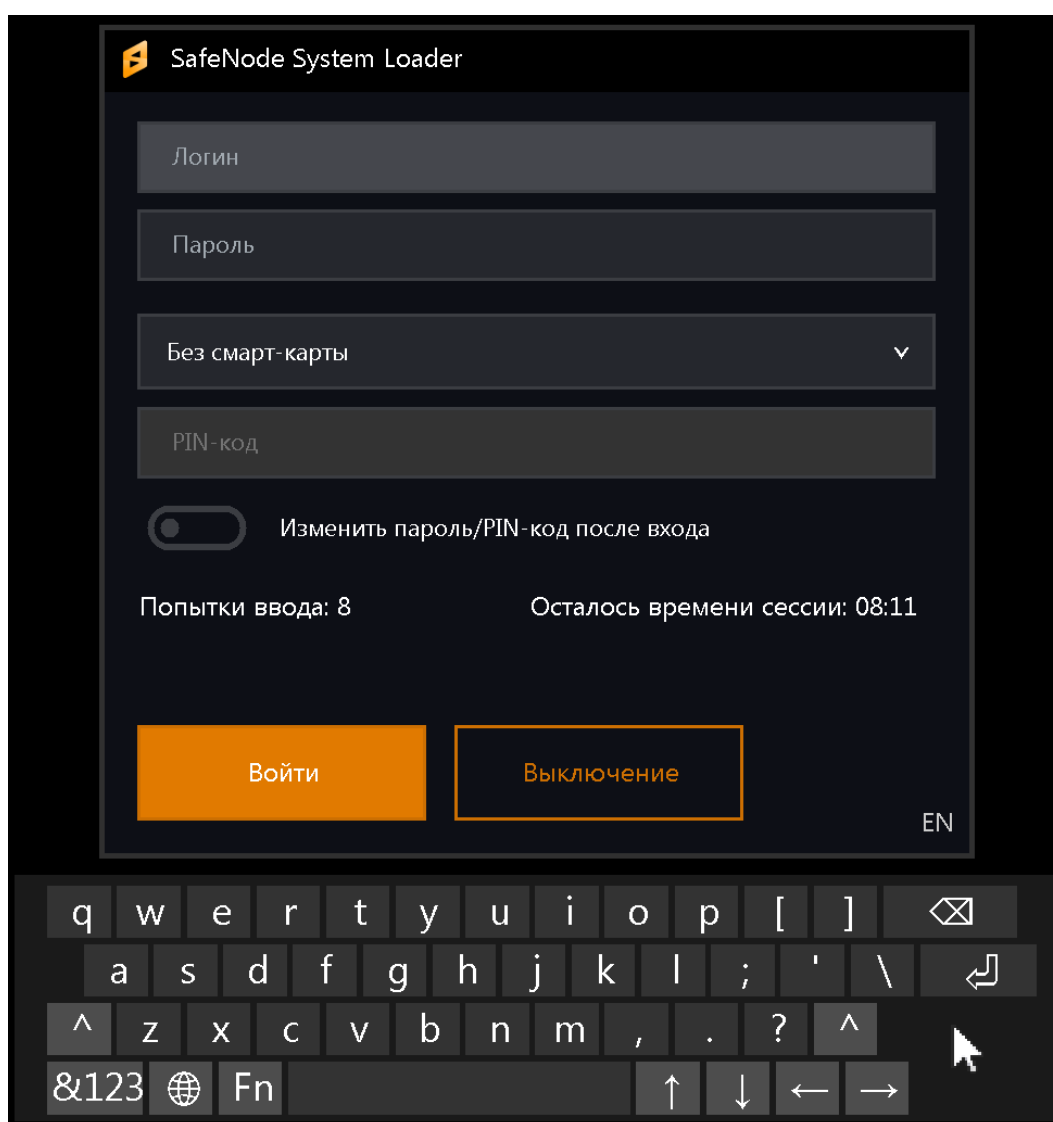 SafeNode System Loader
Логин
Пароль
Без смарт-карты
PIN-код
Изменить пароль/PIN-код после входа
Попытки ввода: 8 Осталось времени сессии: 08:11
Войти Выключение
EN
q w e r t y u i o p [ ]
a s d f g h j k l ; ' \
^ z x c v b n m , . ? ^
&123 Fn ↑ ↓ ← →